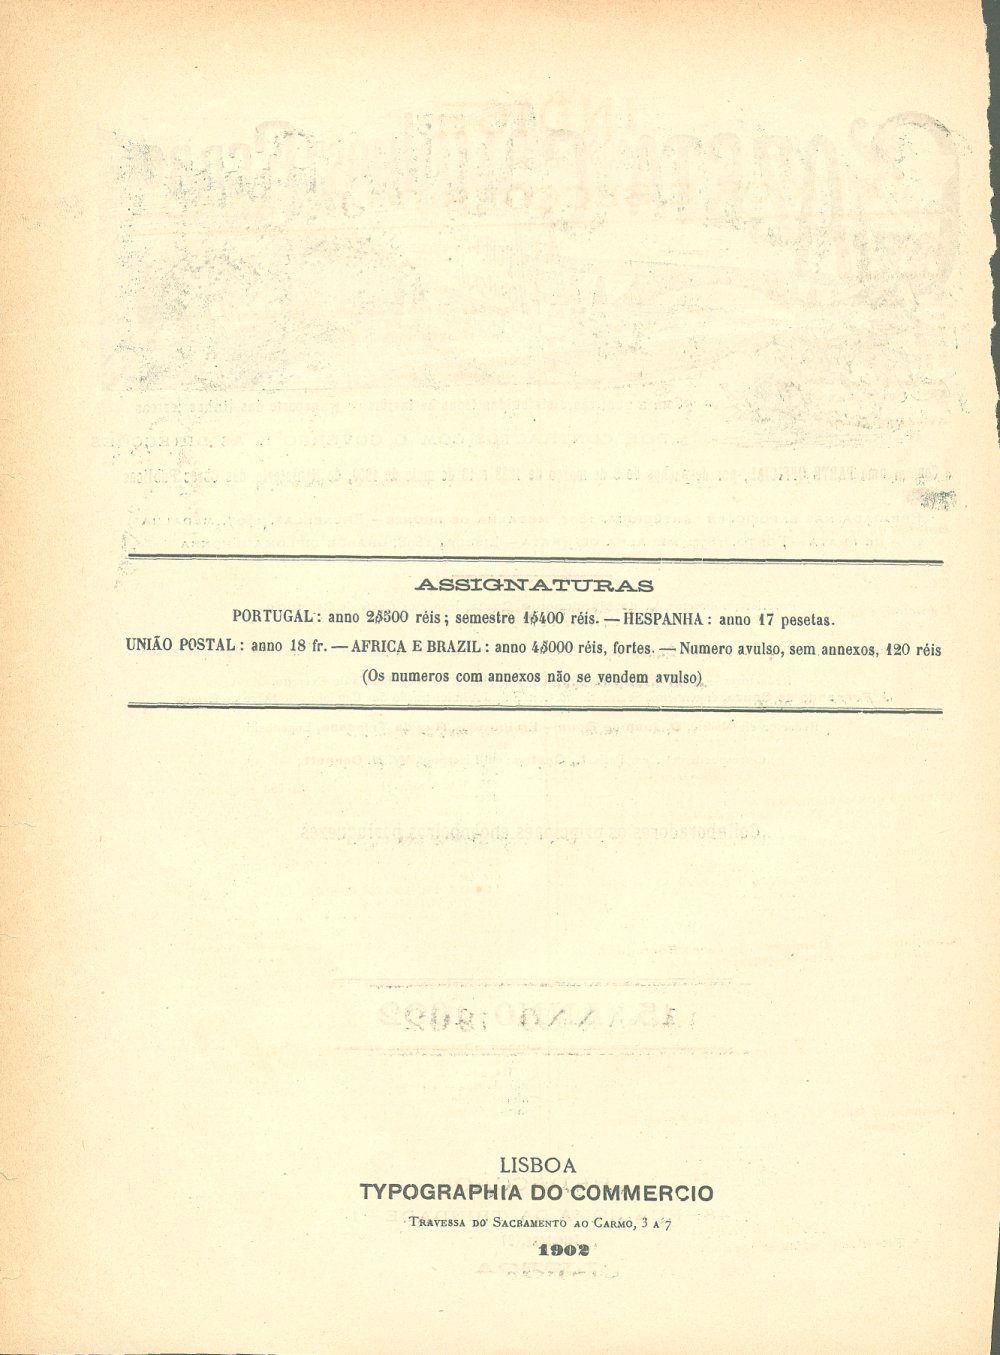 ASSIGNATURAS
PORTUGAL: anno 2$500 réis; semestre 1$400 réis. — HESPANHA: anno 17 pesetas.
UNIÃO POSTAL: anno 18 fr. — AFRICA E BRAZIL: anno 4$000 réis, fortes. — Numero avulso, sem annexos, 120 réis
(Os numeros com annexos não se vendem avulso)
LISBOA
TYPOGRAPHIA DO COMMERCIO
Travessa do Sacramento ao Carmo, 3 a 7
1902